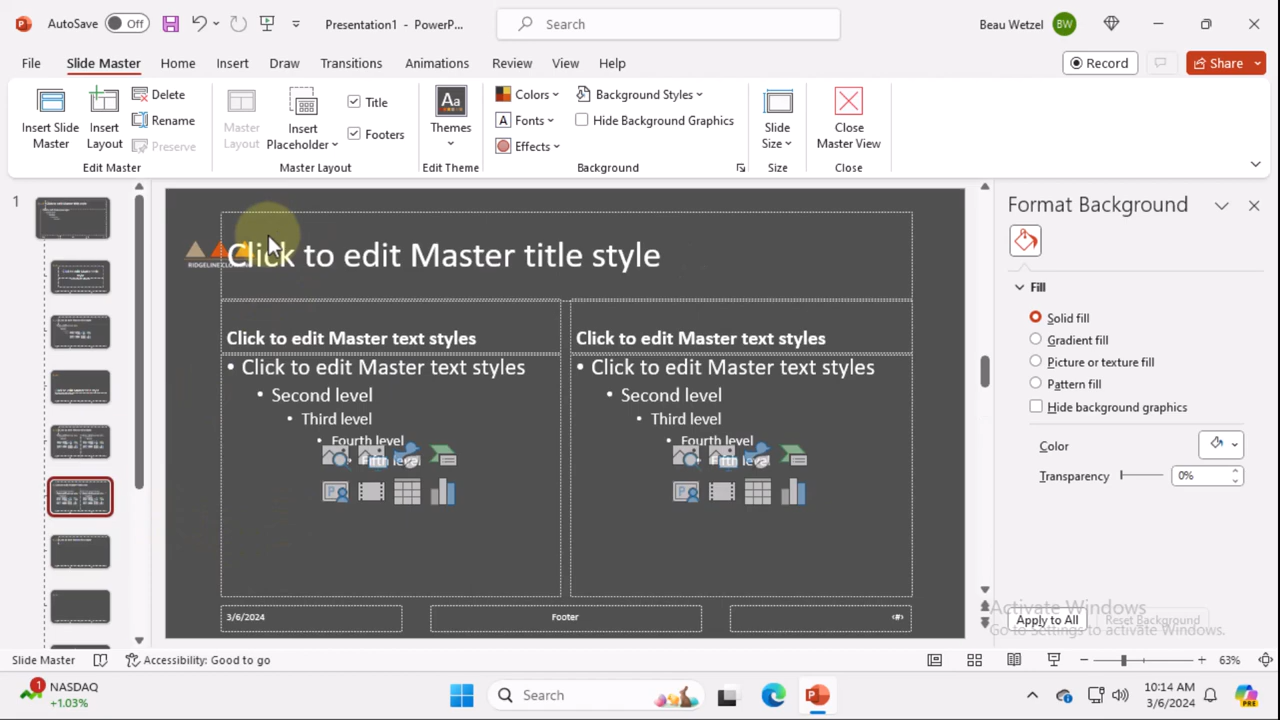 AutoSave Off Presentation1 - PowerP... Search Beau Wetzel BW
File Slide Master Home Insert Draw Transitions Animations Review View Help Record Share
Insert Slide Master
Insert Layout
Delete
Rename
Preserve
Edit Master
Master Layout
Insert Placeholder
Title
Footers
Master Layout
Aa
Themes
Edit Theme
Colors
A Fonts
Effects
Background Styles
Hide Background Graphics
Background
Slide Size
Size
Close Master View
Close
1
Click to edit Master title style
Click to edit Master text styles
• Click to edit Master text styles
• Second level
• Third level
• Fourth level
• Fifth level
Click to edit Master text styles
• Click to edit Master text styles
• Second level
• Third level
• Fourth level
• Fifth level
3/6/2024 Footer ‹#›
Format Background
Fill
Solid fill
Gradient fill
Picture or texture fill
Pattern fill
Hide background graphics
Color
Transparency 0%
Activate Windows
Go to Settings to activate Windows.
Apply to All Reset Background
Slide Master Accessibility: Good to go 63%
1
NASDAQ
+1.03%
Search
10:14 AM
3/6/2024
PRE